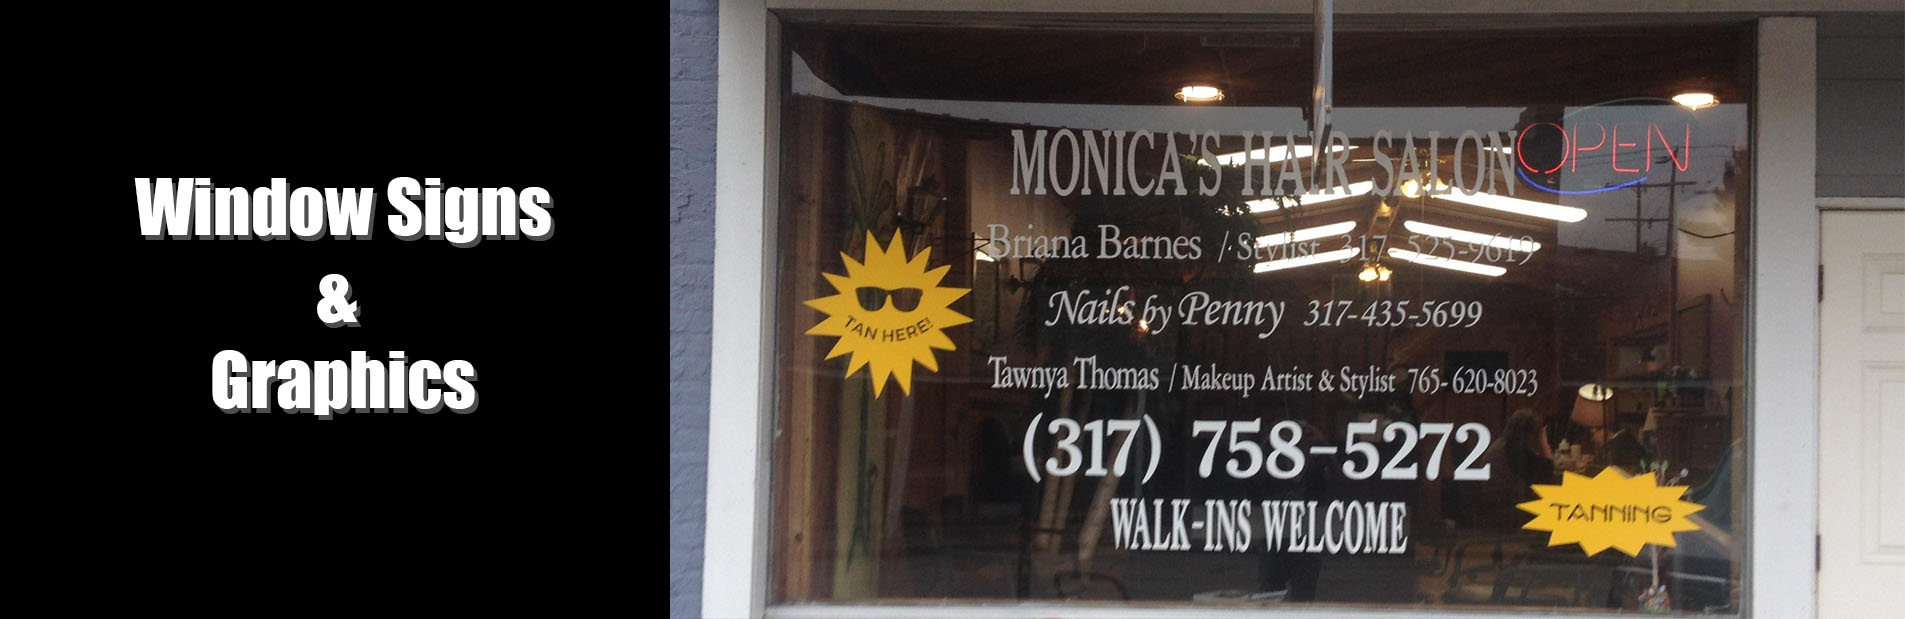 Window Signs
&
Graphics
MONICA'S HAIR SALON
OPEN
Briana Barnes / Stylist 317-525-9619
Nails by Penny 317-435-5699
TAN HERE!
Tawnya Thomas / Makeup Artist & Stylist 765-620-8023
(317) 758-5272
WALK-INS WELCOME
TANNING